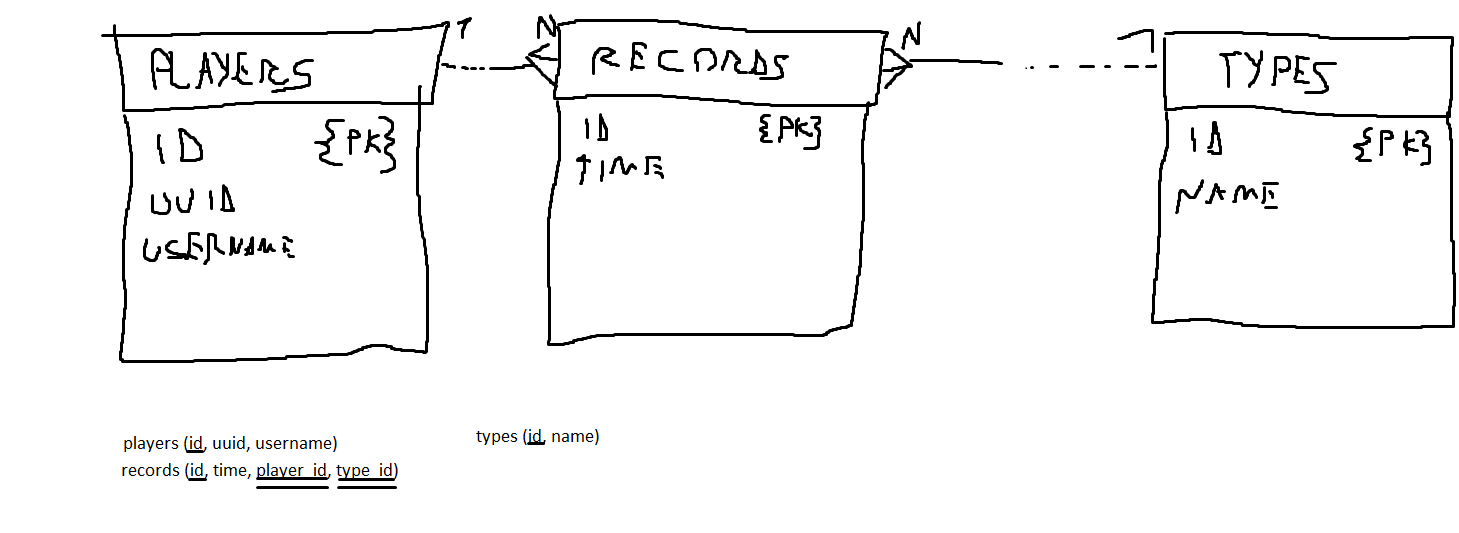 PLAYERS
1
N
RECORDS
N
1
TYPES
ID {PK}
UUID
USERNAME
ID {PK}
TIME
ID {PK}
NAME
players (id, uuid, username)
records (id, time, player_id, type_id)
types (id, name)